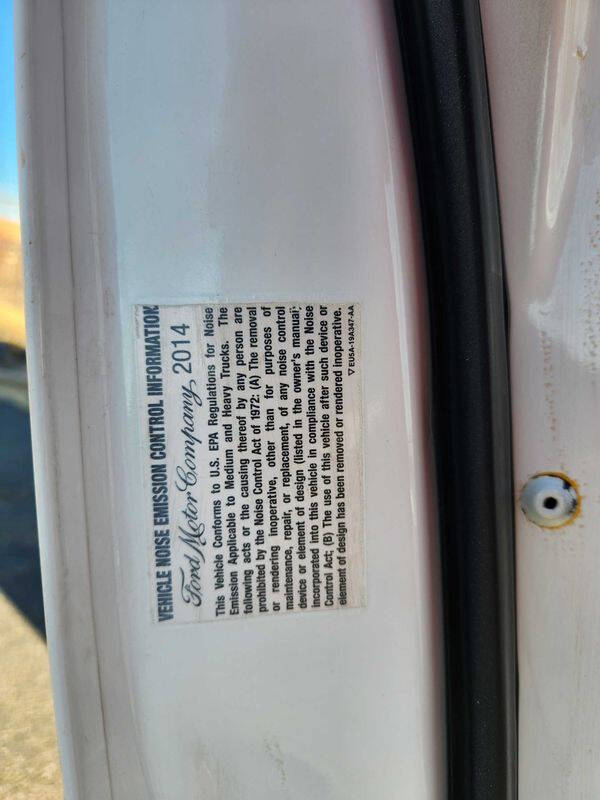 VEHICLE NOISE EMISSION CONTROL INFORMATION
Ford Motor Company 2014
This Vehicle Conforms to U.S. EPA Regulations for Noise
Emission Applicable to Medium and Heavy Trucks. The
following acts or the causing thereof by any person are
prohibited by the Noise Control Act of 1972: (A) The removal
or rendering inoperative, other than for purposes of
maintenance, repair, or replacement, of any noise control
device or element of design (listed in the owner's manual)
incorporated into this vehicle in compliance with the Noise
Control Act; (B) The use of this vehicle after such device or
element of design has been removed or rendered inoperative.
▽ EU5A-19A347-AA